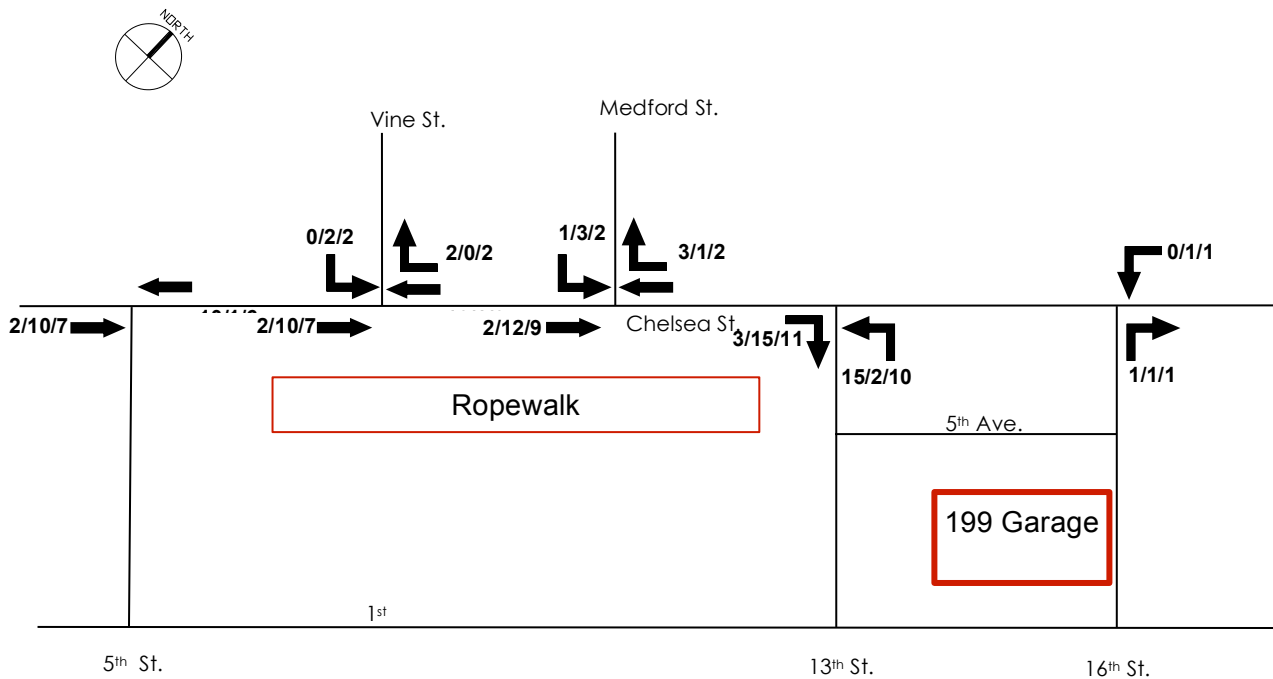 NORTH
Vine St.
Medford St.
0/2/2
2/0/2
1/3/2
3/1/2
0/1/1
2/10/7
2/10/7
2/12/9
Chelsea St.
3/15/11
15/2/10
1/1/1
Ropewalk
5th Ave.
199 Garage
1st
5th St.
13th St.
16th St.